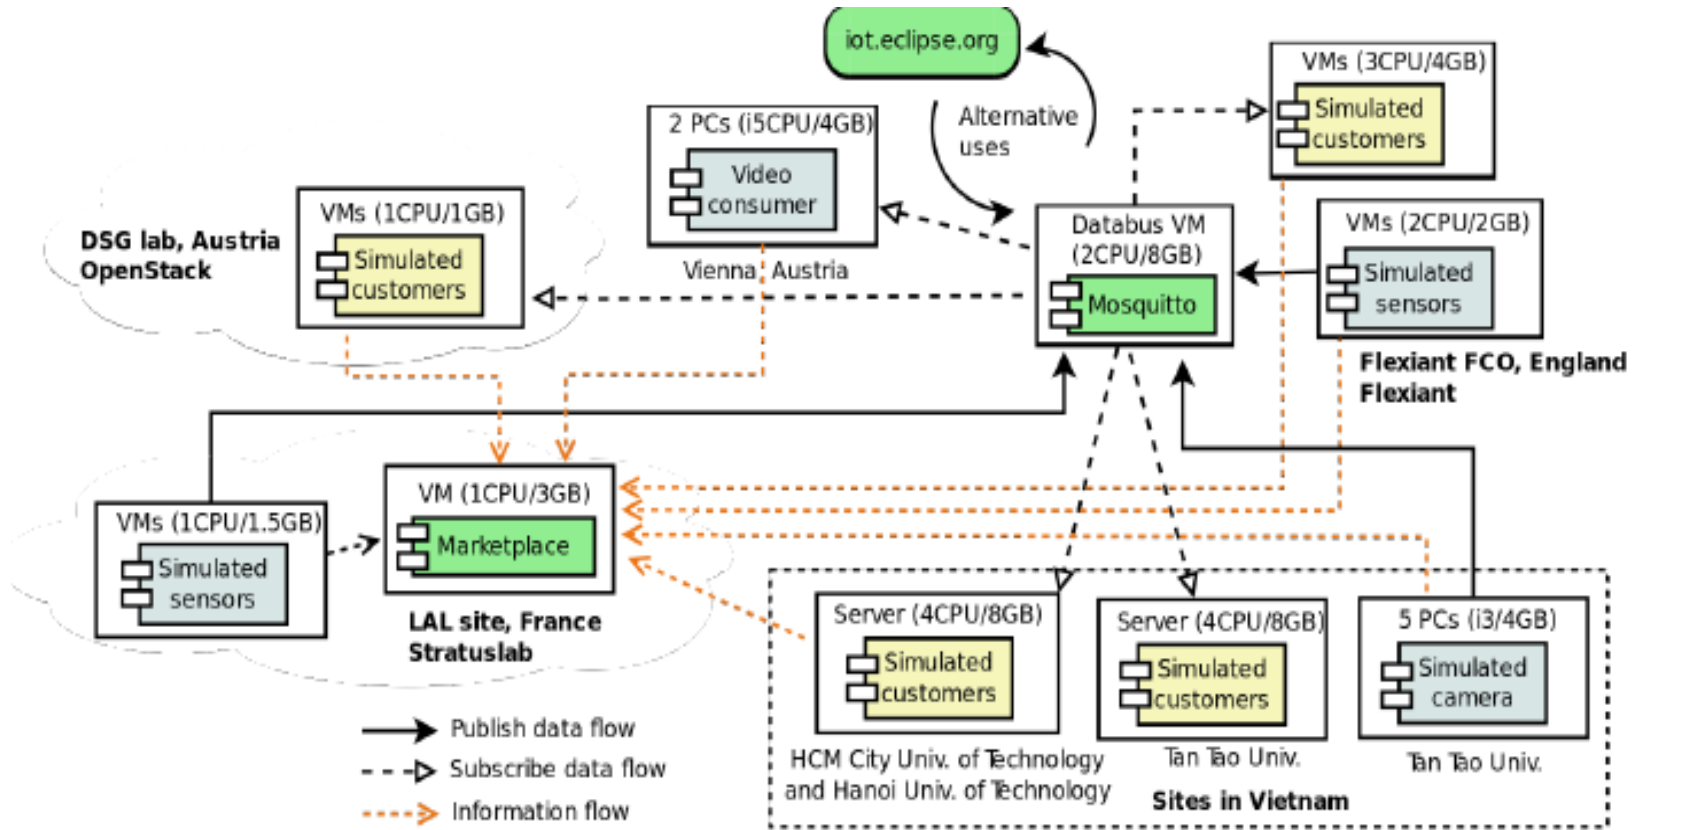 iot.eclipse.org
Alternative
uses
VMs (3CPU/4GB)
Simulated
customers
2 PCs (i5CPU/4GB)
Video
consumer
Vienna Austria
VMs (1CPU/1GB)
Simulated
customers
DSG lab, Austria
OpenStack
Databus VM
(2CPU/8GB)
Mosquitto
VMs (2CPU/2GB)
Simulated
sensors
Flexiant FCO, England
Flexiant
VMs (1CPU/1.5GB)
Simulated
sensors
VM (1CPU/3GB)
Marketplace
LAL site, France
Stratuslab
Server (4CPU/8GB)
Simulated
customers
HCM City Univ. of Technology
and Hanoi Univ. of Technology
Server (4CPU/8GB)
Simulated
customers
Tan Tao Univ.
5 PCs (i3/4GB)
Simulated
camera
Tan Tao Univ.
Sites in Vietnam
Publish data flow
Subscribe data flow
Information flow